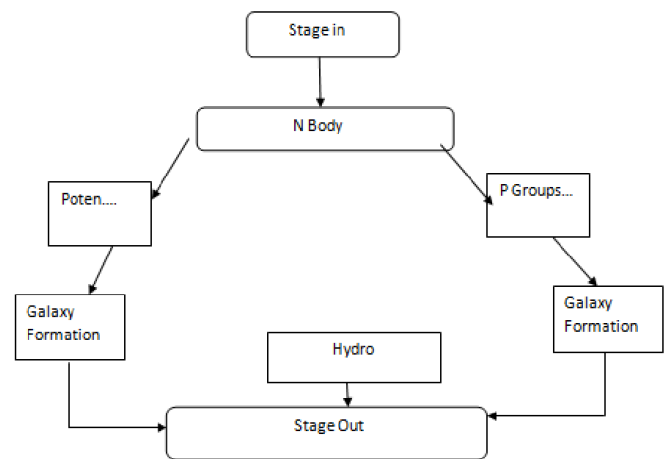 Stage in
N Body
Poten....
P Groups...
Galaxy
Formation
Galaxy
Formation
Hydro
Stage Out